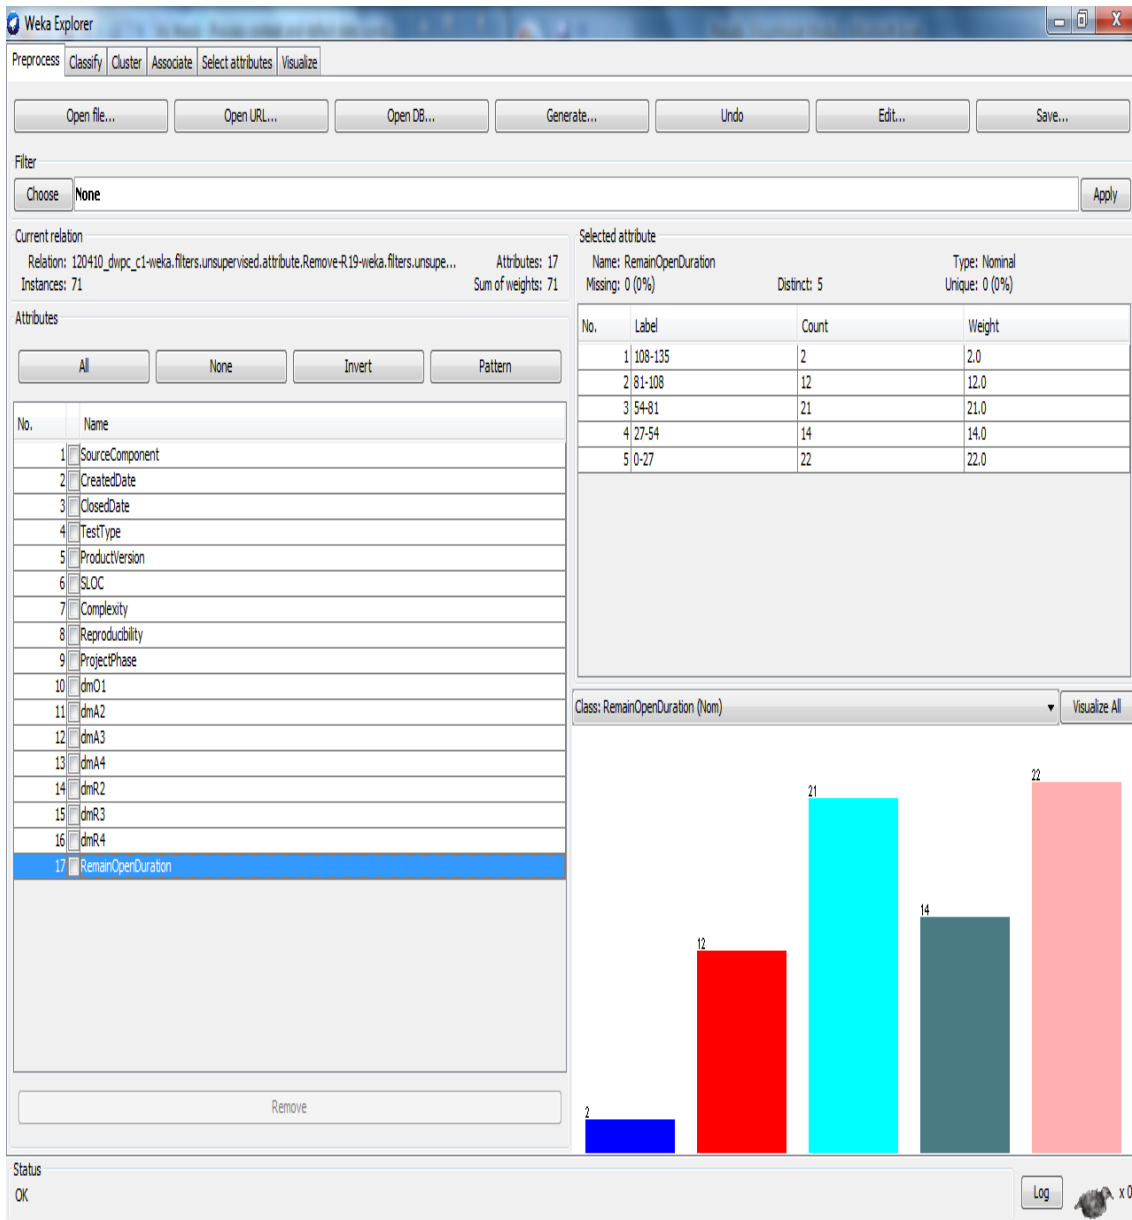 Weka Explorer
Preprocess Classify Cluster Associate Select attributes Visualize
Open file... Open URL... Open DB... Generate... Undo Edit... Save...
Filter
Choose None Apply
Current relation
Relation: 120410_dwpc_c1-weka.filters.unsupervised.attribute.Remove-R19-weka.filters.unsupe... Attributes: 17
Instances: 71 Sum of weights: 71
Attributes
All None Invert Pattern
No. Name
1 SourceComponent
2 CreatedDate
3 ClosedDate
4 TestType
5 ProductVersion
6 SLOC
7 Complexity
8 Reproducibility
9 ProjectPhase
10 dmO1
11 dmA2
12 dmA3
13 dmA4
14 dmR2
15 dmR3
16 dmR4
17 RemainOpenDuration
Remove
Selected attribute
Name: RemainOpenDuration Type: Nominal
Missing: 0 (0%) Distinct: 5 Unique: 0 (0%)
No. Label Count Weight
1 108-135 2 2.0
2 81-108 12 12.0
3 54-81 21 21.0
4 27-54 14 14.0
5 0-27 22 22.0
Class: RemainOpenDuration (Nom) Visualize All
2 12 21 14 22
Status
OK Log x 0